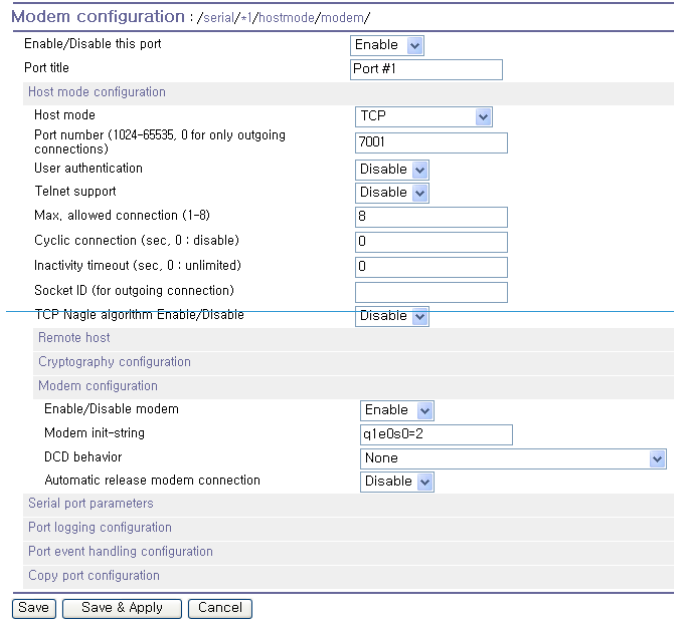 Modem configuration : /serial/*1/hostmode/modem/
Enable/Disable this port Enable
Port title Port #1
Host mode configuration
Host mode TCP
Port number (1024-65535, 0 for only outgoing
connections) 7001
User authentication Disable
Telnet support Disable
Max. allowed connection (1-8) 8
Cyclic connection (sec, 0 : disable) 0
Inactivity timeout (sec, 0 : unlimited) 0
Socket ID (for outgoing connection)
TCP Nagle algorithm Enable/Disable Disable
Remote host
Cryptography configuration
Modem configuration
Enable/Disable modem Enable
Modem init-string q1e0s0=2
DCD behavior None
Automatic release modem connection Disable
Serial port parameters
Port logging configuration
Port event handling configuration
Copy port configuration
Save Save & Apply Cancel